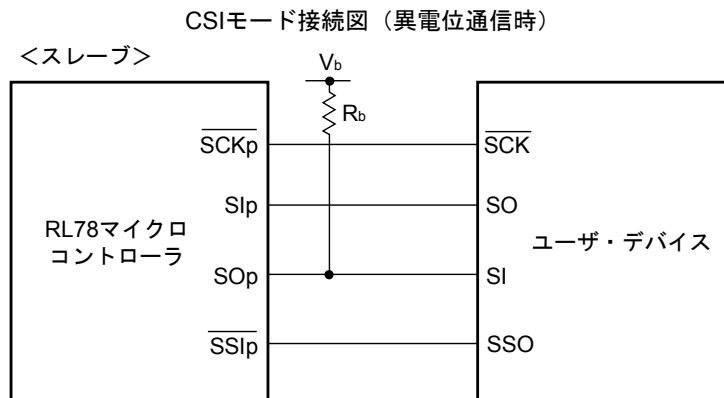 CSIモード接続図（異電位通信時）
＜スレーブ＞
Vb
Rb
SCKp
SCK
SIp
SO
RL78マイクロ
コントローラ
ユーザ・デバイス
SOp
SI
SSIp
SSO